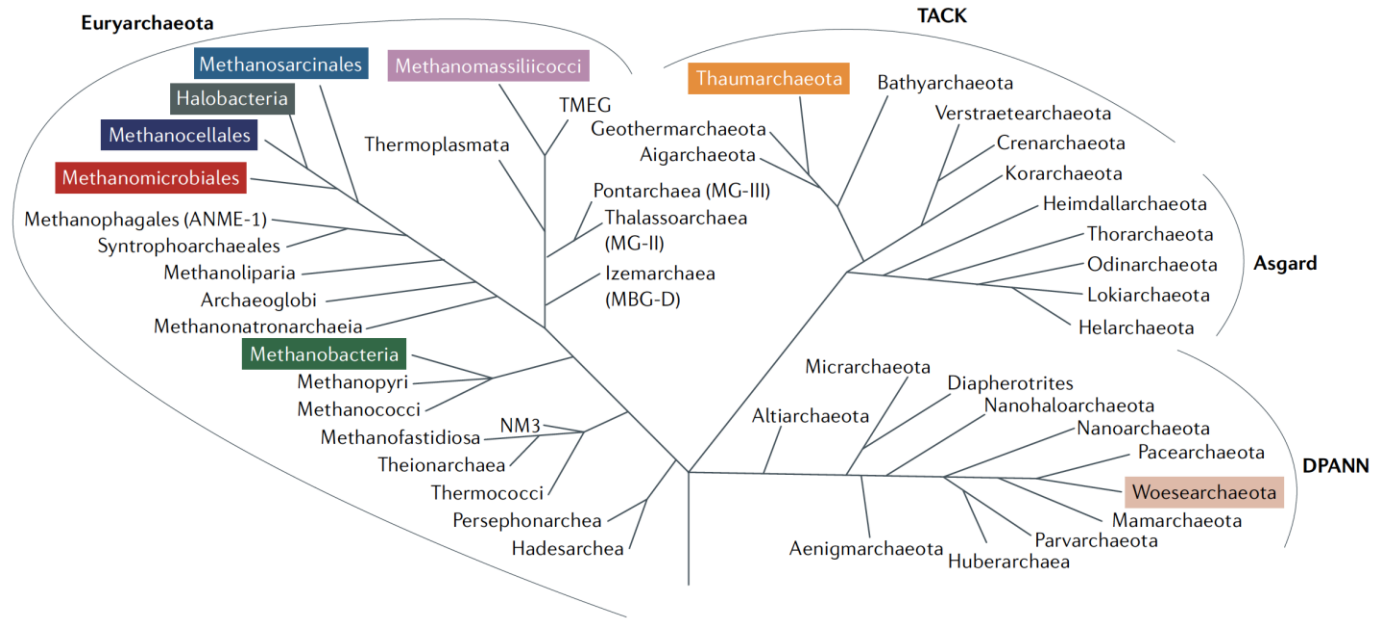 Euryarchaeota
Methanosarcinales
Halobacteria
Methanocellales
Methanomicrobiales
Methanophagales (ANME-1)
Syntrophoarchaeales
Methanoliparia
Archaeoglobi
Methanonatronarchaeia
Methanobacteria
Methanopyri
Methanococci
NM3
Methanofastidiosa
Theionarchaea
Thermococci
Persephonarchea
Hadesarchea
Methanomassiliicocci
TMEG
Thermoplasmata
Pontarchaea (MG-III)
Thalassoarchaea
(MG-II)
Izemarchaea
(MBG-D)
TACK
Thaumarchaeota
Geothermarchaeota
Aigarchaeota
Bathyarchaeota
Verstraetearchaeota
Crenarchaeota
Korarchaeota
Asgard
Heimdallarchaeota
Thorarchaeota
Odinarchaeota
Lokiarchaeota
Helarchaeota
DPANN
Altiarchaeota
Micrarchaeota
Diapherotrites
Nanohaloarchaeota
Nanoarchaeota
Pacearchaeota
Woesearchaeota
Mamarchaeota
Parvarchaeota
Huberarchaea
Aenigmarchaeota